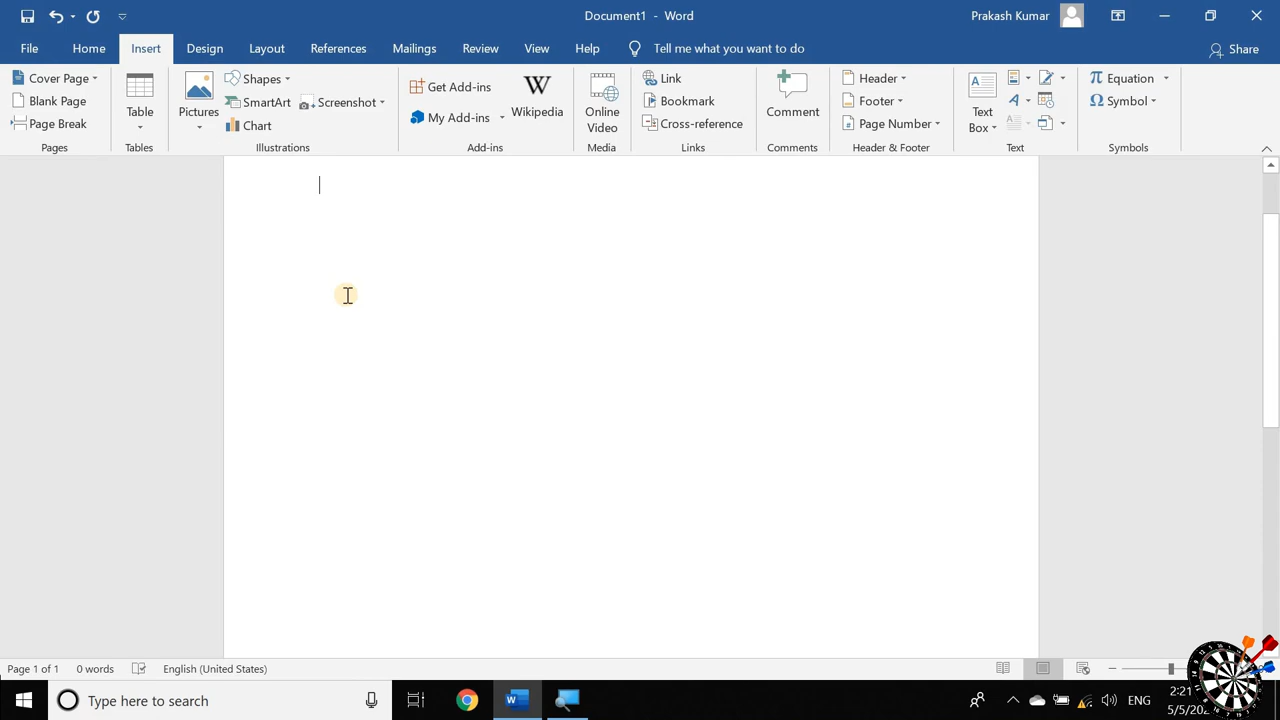 Document1 - Word
Prakash Kumar
File Home Insert Design Layout References Mailings Review View Help Tell me what you want to do Share
Cover Page
Blank Page
Page Break
Pages
Table
Tables
Pictures
Shapes
SmartArt
Chart
Screenshot
Illustrations
Get Add-ins
My Add-ins
W
Wikipedia
Add-ins
Online
Video
Media
Link
Bookmark
Cross-reference
Links
Comment
Comments
Header
Footer
Page Number
Header & Footer
Text
Box
Text
π Equation
Ω Symbol
Symbols
Page 1 of 1 0 words English (United States)
Type here to search
ENG
2:21